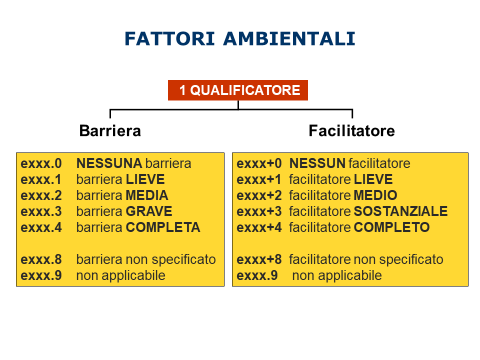 FATTORI AMBIENTALI
1 QUALIFICATORE
Barriera
exxx.0 NESSUNA barriera
exxx.1 barriera LIEVE
exxx.2 barriera MEDIA
exxx.3 barriera GRAVE
exxx.4 barriera COMPLETA
exxx.8 barriera non specificato
exxx.9 non applicabile
Facilitatore
exxx+0 NESSUN facilitatore
exxx+1 facilitatore LIEVE
exxx+2 facilitatore MEDIO
exxx+3 facilitatore SOSTANZIALE
exxx+4 facilitatore COMPLETO
exxx+8 facilitatore non specificato
exxx.9 non applicabile